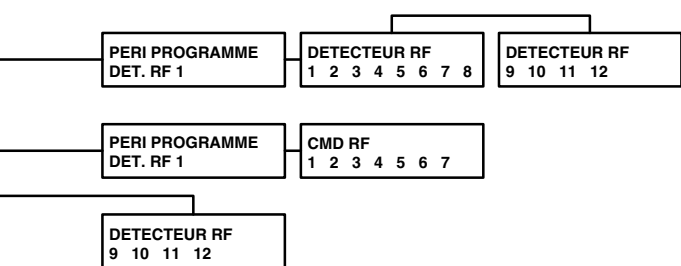 PERI PROGRAMME
DET. RF 1
DETECTEUR RF
1 2 3 4 5 6 7 8
DETECTEUR RF
9 10 11 12
PERI PROGRAMME
DET. RF 1
CMD RF
1 2 3 4 5 6 7
DETECTEUR RF
9 10 11 12